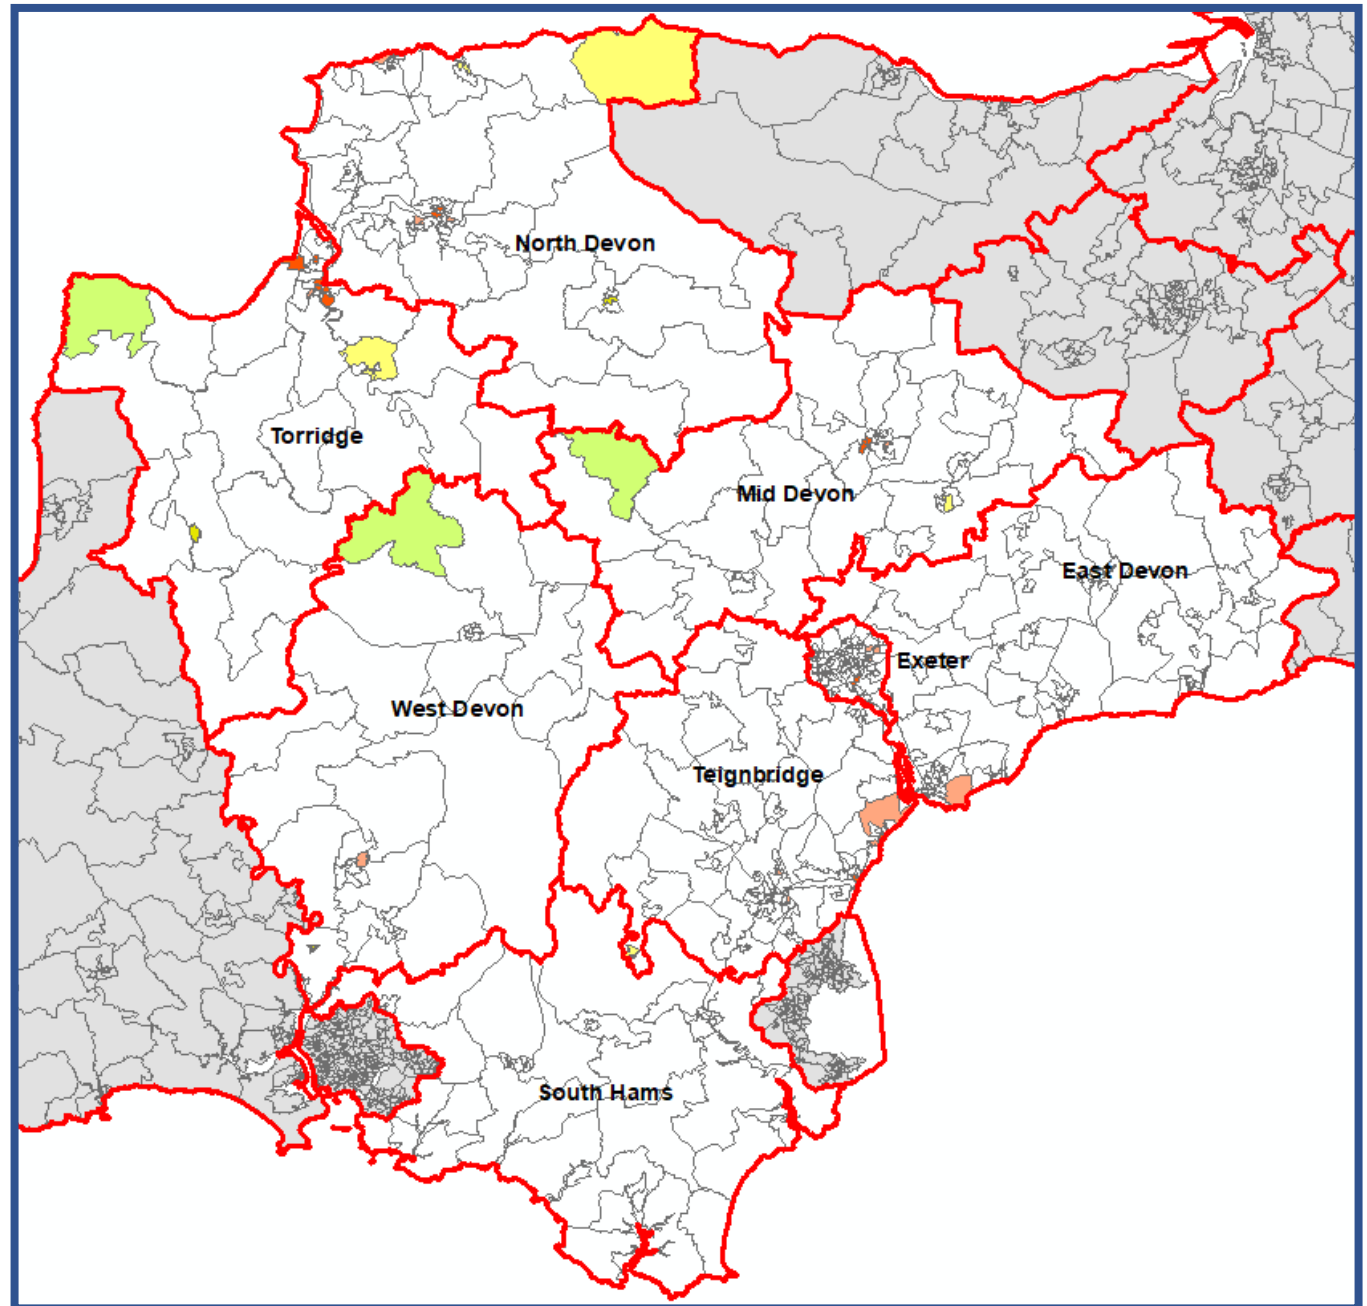 North Devon
Torridge
Mid Devon
East Devon
Exeter
West Devon
Teignbridge
South Hams